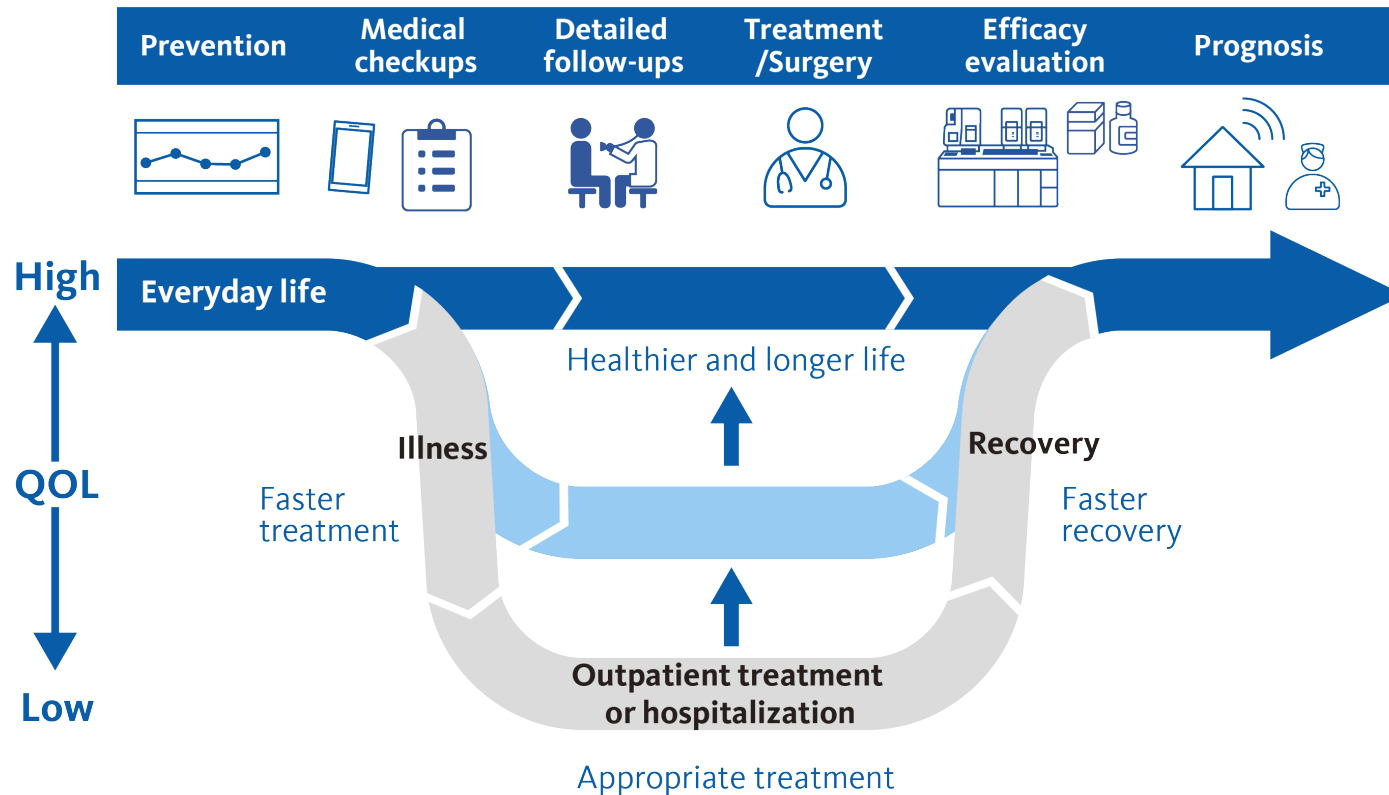 Prevention
Medical
checkups
Detailed
follow-ups
Treatment
/Surgery
Efficacy
evaluation
Prognosis
High
Everyday life
Healthier and longer life
Illness
Recovery
QOL
Faster
treatment
Faster
recovery
Outpatient treatment
or hospitalization
Low
Appropriate treatment